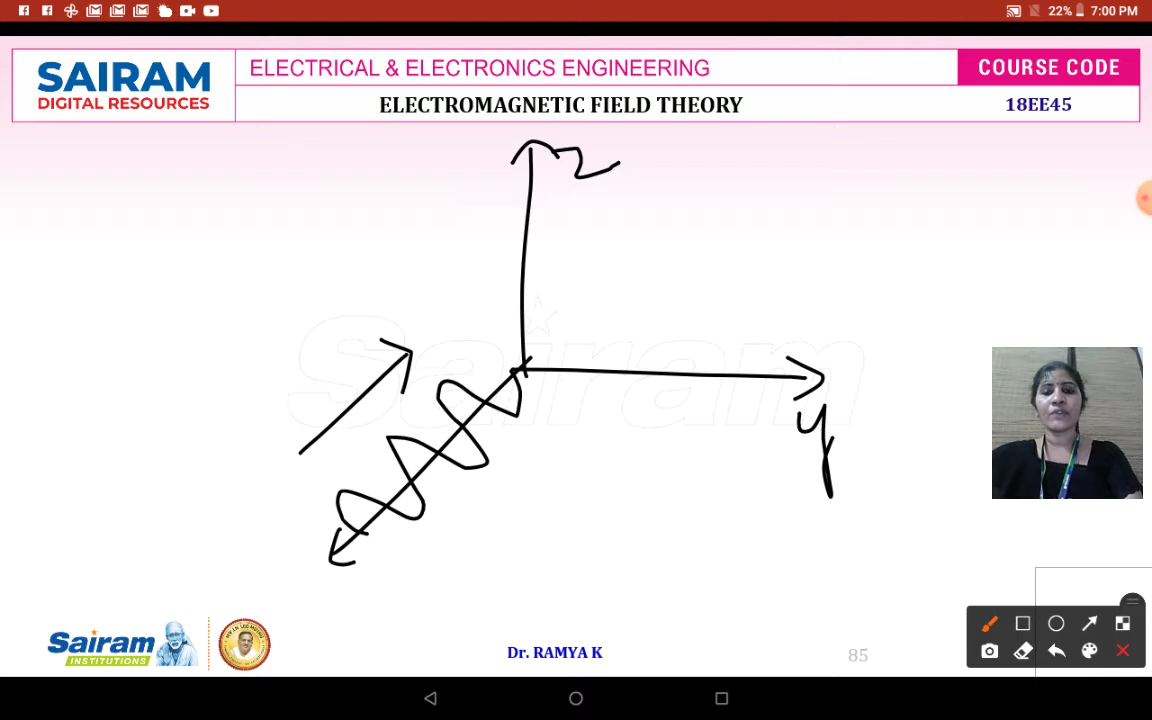 22% 7:00 PM
SAIRAM
DIGITAL RESOURCES
ELECTRICAL & ELECTRONICS ENGINEERING
COURSE CODE
ELECTROMAGNETIC FIELD THEORY
18EE45
z
Sairam
y
Sairam
INSTITUTIONS
Dr. RAMYA K
85